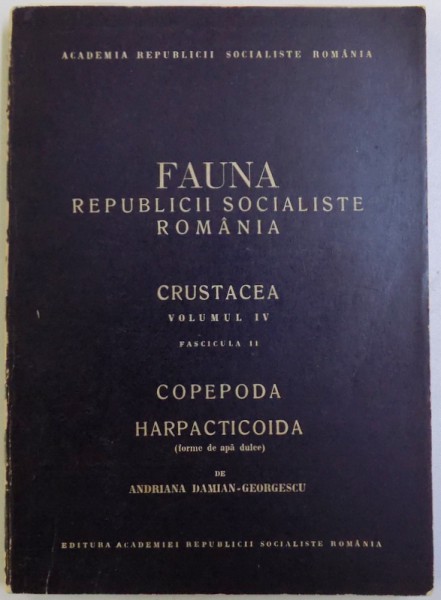 ACADEMIA REPUBLICII SOCIALISTE ROMÂNIA
FAUNA
REPUBLICII SOCIALISTE
ROMÂNIA
CRUSTACEA
VOLUMUL IV
FASCICULA 11
COPEPODA
HARPACTICOIDA
(forme de apă dulce)
DE
ANDRIANA DAMIAN-GEORGESCU
EDITURA ACADEMIEI REPUBLICII SOCIALISTE ROMÂNIA